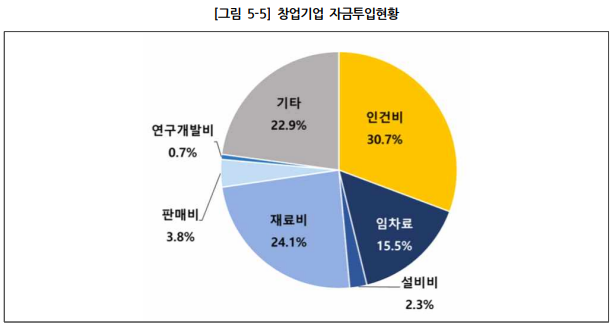 [그림 5-5] 창업기업 자금투입현황
인건비
30.7%
임차료
15.5%
설비비
2.3%
재료비
24.1%
판매비
3.8%
연구개발비
0.7%
기타
22.9%